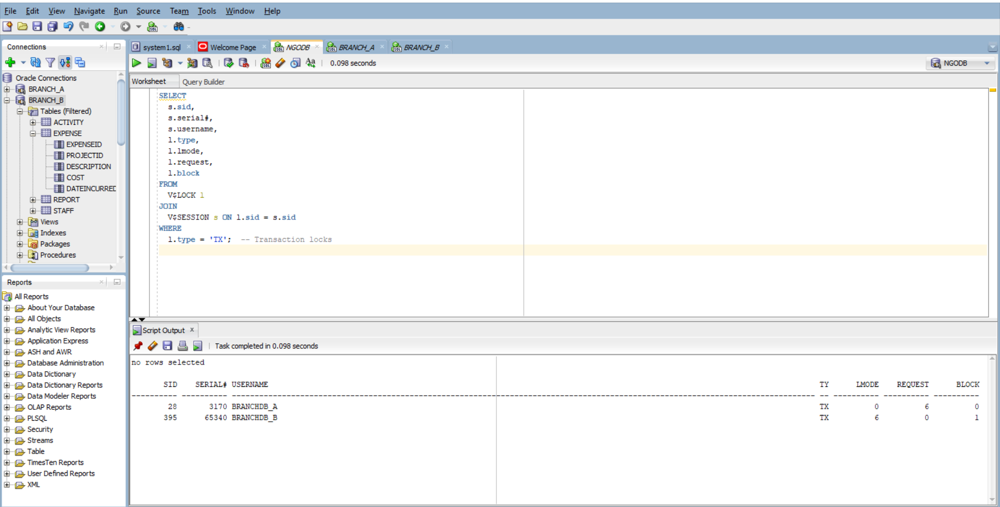 File Edit View Navigate Run Source Team Tools Window Help
Connections
system1.sql Welcome Page NGODB BRANCH_A BRANCH_B
0.098 seconds
NGODB
Worksheet Query Builder
Oracle Connections
BRANCH_A
BRANCH_B
Tables (Filtered)
ACTIVITY
EXPENSE
EXPENSEID
PROJECTID
DESCRIPTION
COST
DATEINCURRED
REPORT
STAFF
Views
Indexes
Packages
Procedures
SELECT
s.sid,
s.serial#,
s.username,
l.type,
l.lmode,
l.request,
l.block
FROM
V$LOCK l
JOIN
V$SESSION s ON l.sid = s.sid
WHERE
l.type = 'TX'; -- Transaction locks
Reports
All Reports
About Your Database
All Objects
Analytic View Reports
Application Express
ASH and AWR
Database Administration
Data Dictionary
Data Dictionary Reports
Data Modeler Reports
OLAP Reports
PLSQL
Security
Streams
Table
TimesTen Reports
User Defined Reports
XML
Script Output
Task completed in 0.098 seconds
no rows selected
SID SERIAL# USERNAME TY LMODE REQUEST BLOCK
28 3170 BRANCHDB_A TX 0 6 0
395 65340 BRANCHDB_B TX 6 0 1